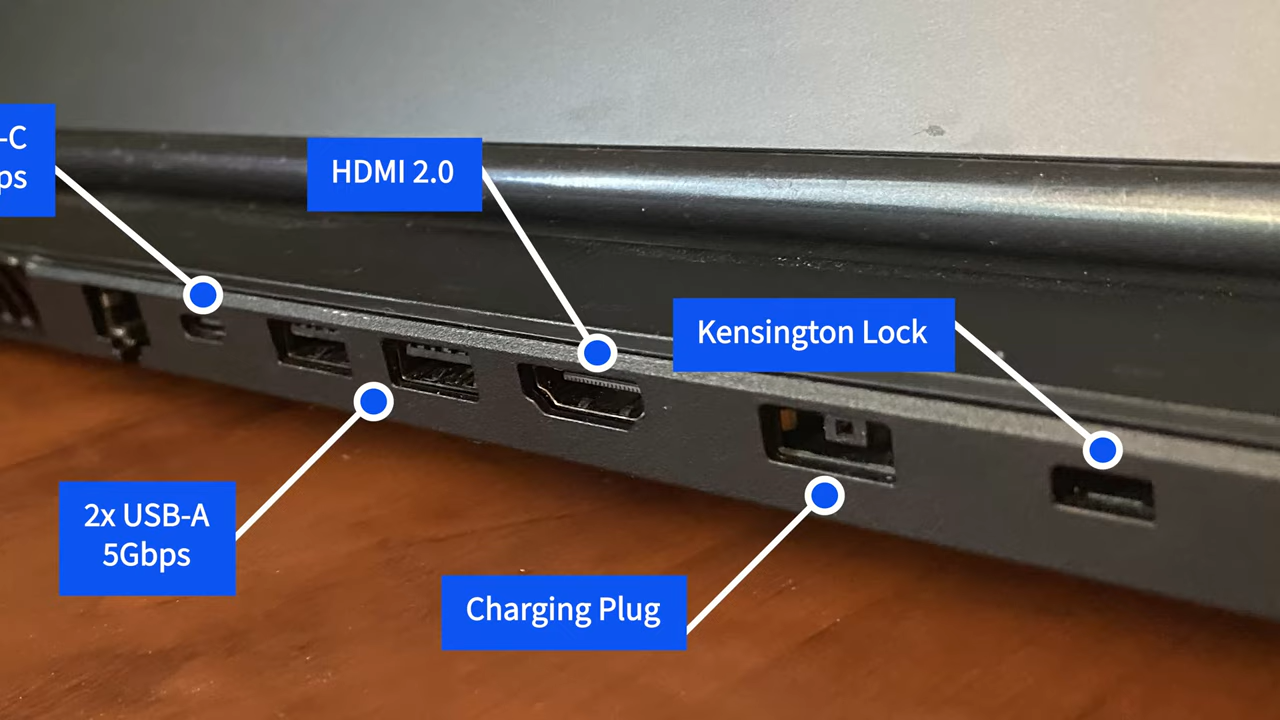 -C
ps
HDMI 2.0
Kensington Lock
2x USB-A
5Gbps
Charging Plug